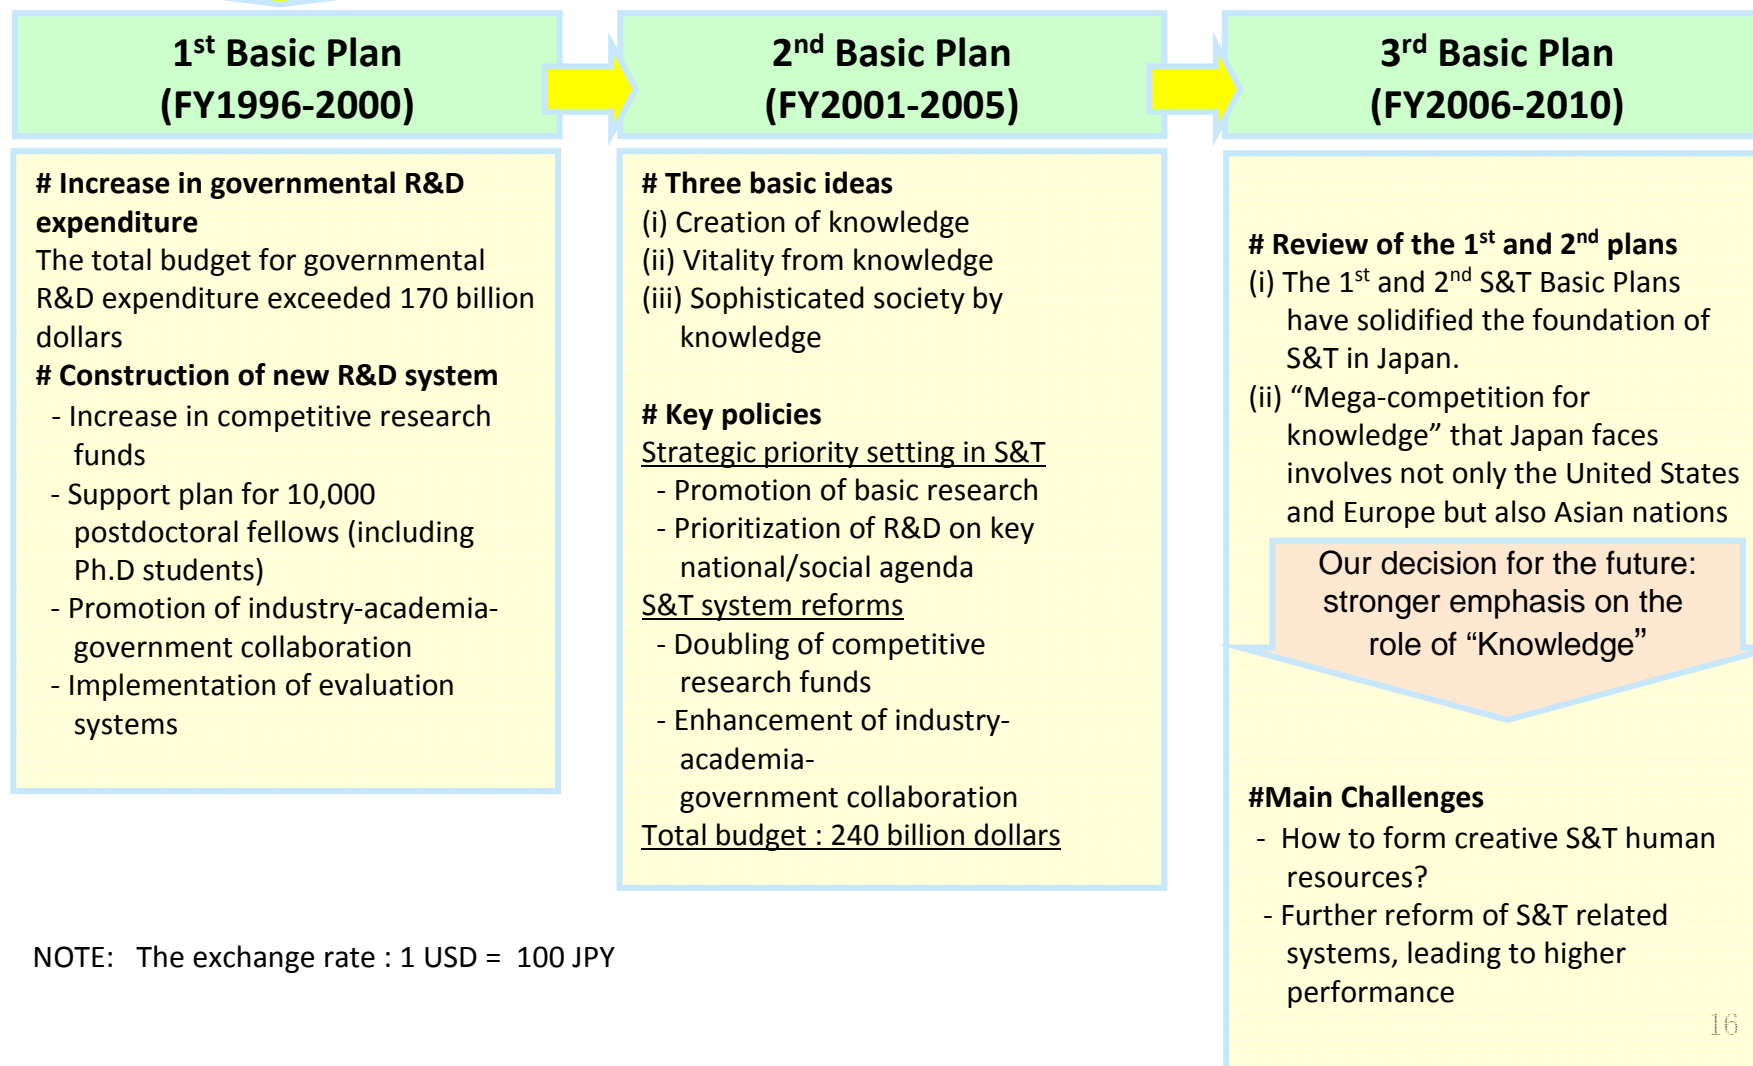 1st Basic Plan
(FY1996-2000)
# Increase in governmental R&D
expenditure
The total budget for governmental
R&D expenditure exceeded 170 billion
dollars
# Construction of new R&D system
- Increase in competitive research
funds
- Support plan for 10,000
postdoctoral fellows (including
Ph.D students)
- Promotion of industry-academia-
government collaboration
- Implementation of evaluation
systems
2nd Basic Plan
(FY2001-2005)
# Three basic ideas
(i) Creation of knowledge
(ii) Vitality from knowledge
(iii) Sophisticated society by
knowledge
# Key policies
Strategic priority setting in S&T
- Promotion of basic research
- Prioritization of R&D on key
national/social agenda
S&T system reforms
- Doubling of competitive
research funds
- Enhancement of industry-
academia-
government collaboration
Total budget : 240 billion dollars
3rd Basic Plan
(FY2006-2010)
# Review of the 1st and 2nd plans
(i) The 1st and 2nd S&T Basic Plans
have solidified the foundation of
S&T in Japan.
(ii) “Mega-competition for
knowledge” that Japan faces
involves not only the United States
and Europe but also Asian nations
Our decision for the future:
stronger emphasis on the
role of “Knowledge”
#Main Challenges
- How to form creative S&T human
resources?
- Further reform of S&T related
systems, leading to higher
performance
NOTE: The exchange rate : 1 USD = 100 JPY
16